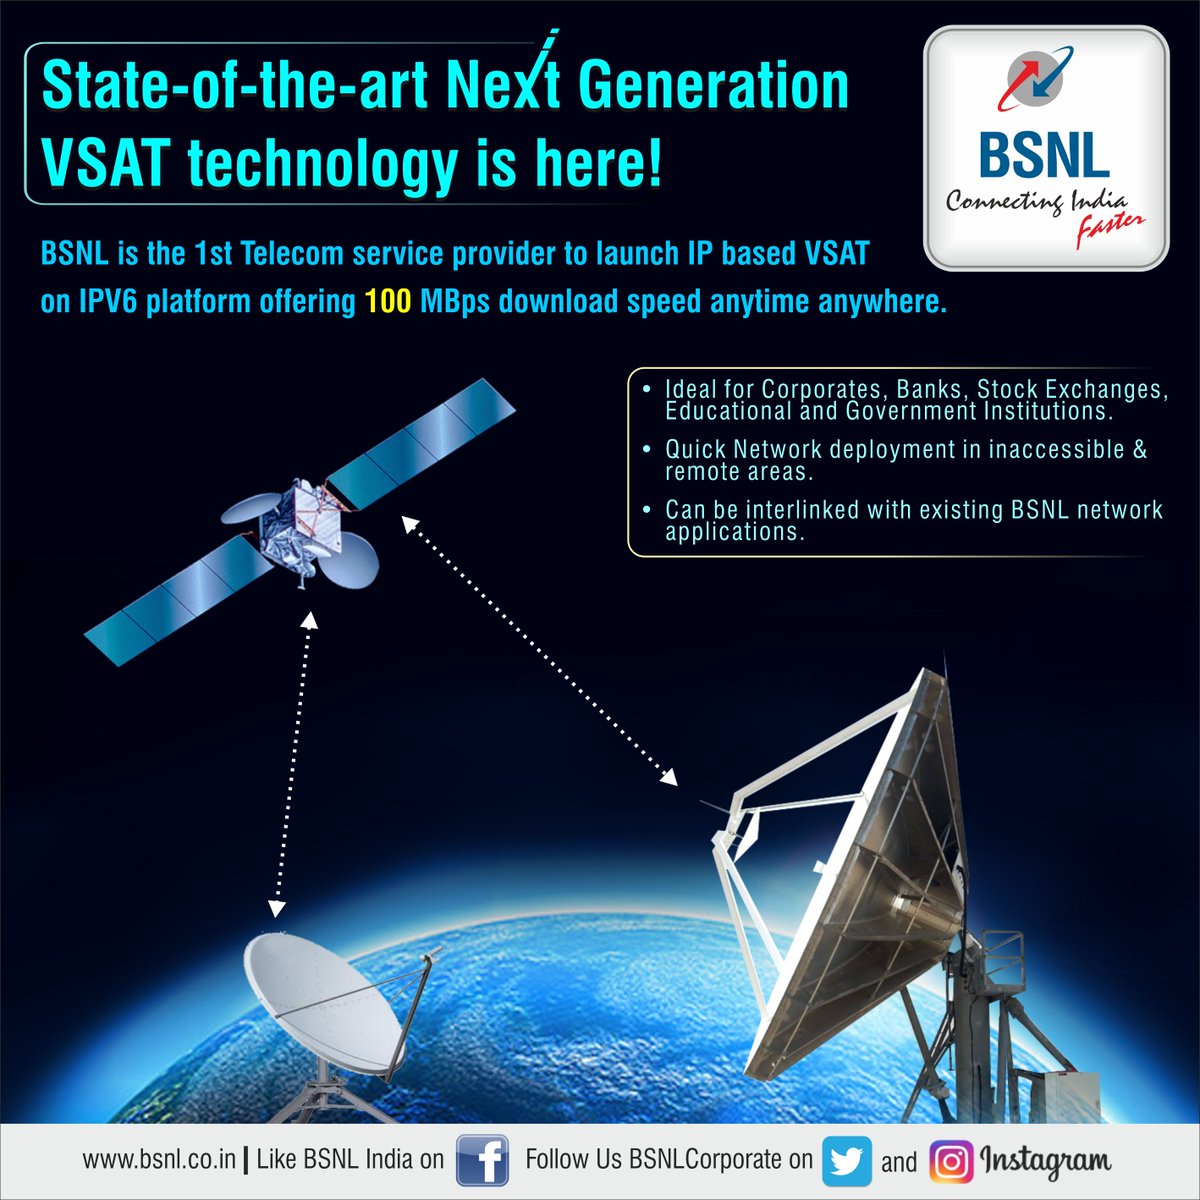 State-of-the-art Next Generation
VSAT technology is here!
BSNL
Connecting India
Faster
BSNL is the 1st Telecom service provider to launch IP based VSAT
on IPV6 platform offering 100 MBps download speed anytime anywhere.
• Ideal for Corporates, Banks, Stock Exchanges,
Educational and Government Institutions.
• Quick Network deployment in inaccessible &
remote areas.
• Can be interlinked with existing BSNL network
applications.
www.bsnl.co.in | Like BSNL India on f Follow Us BSNLCorporate on and Instagram